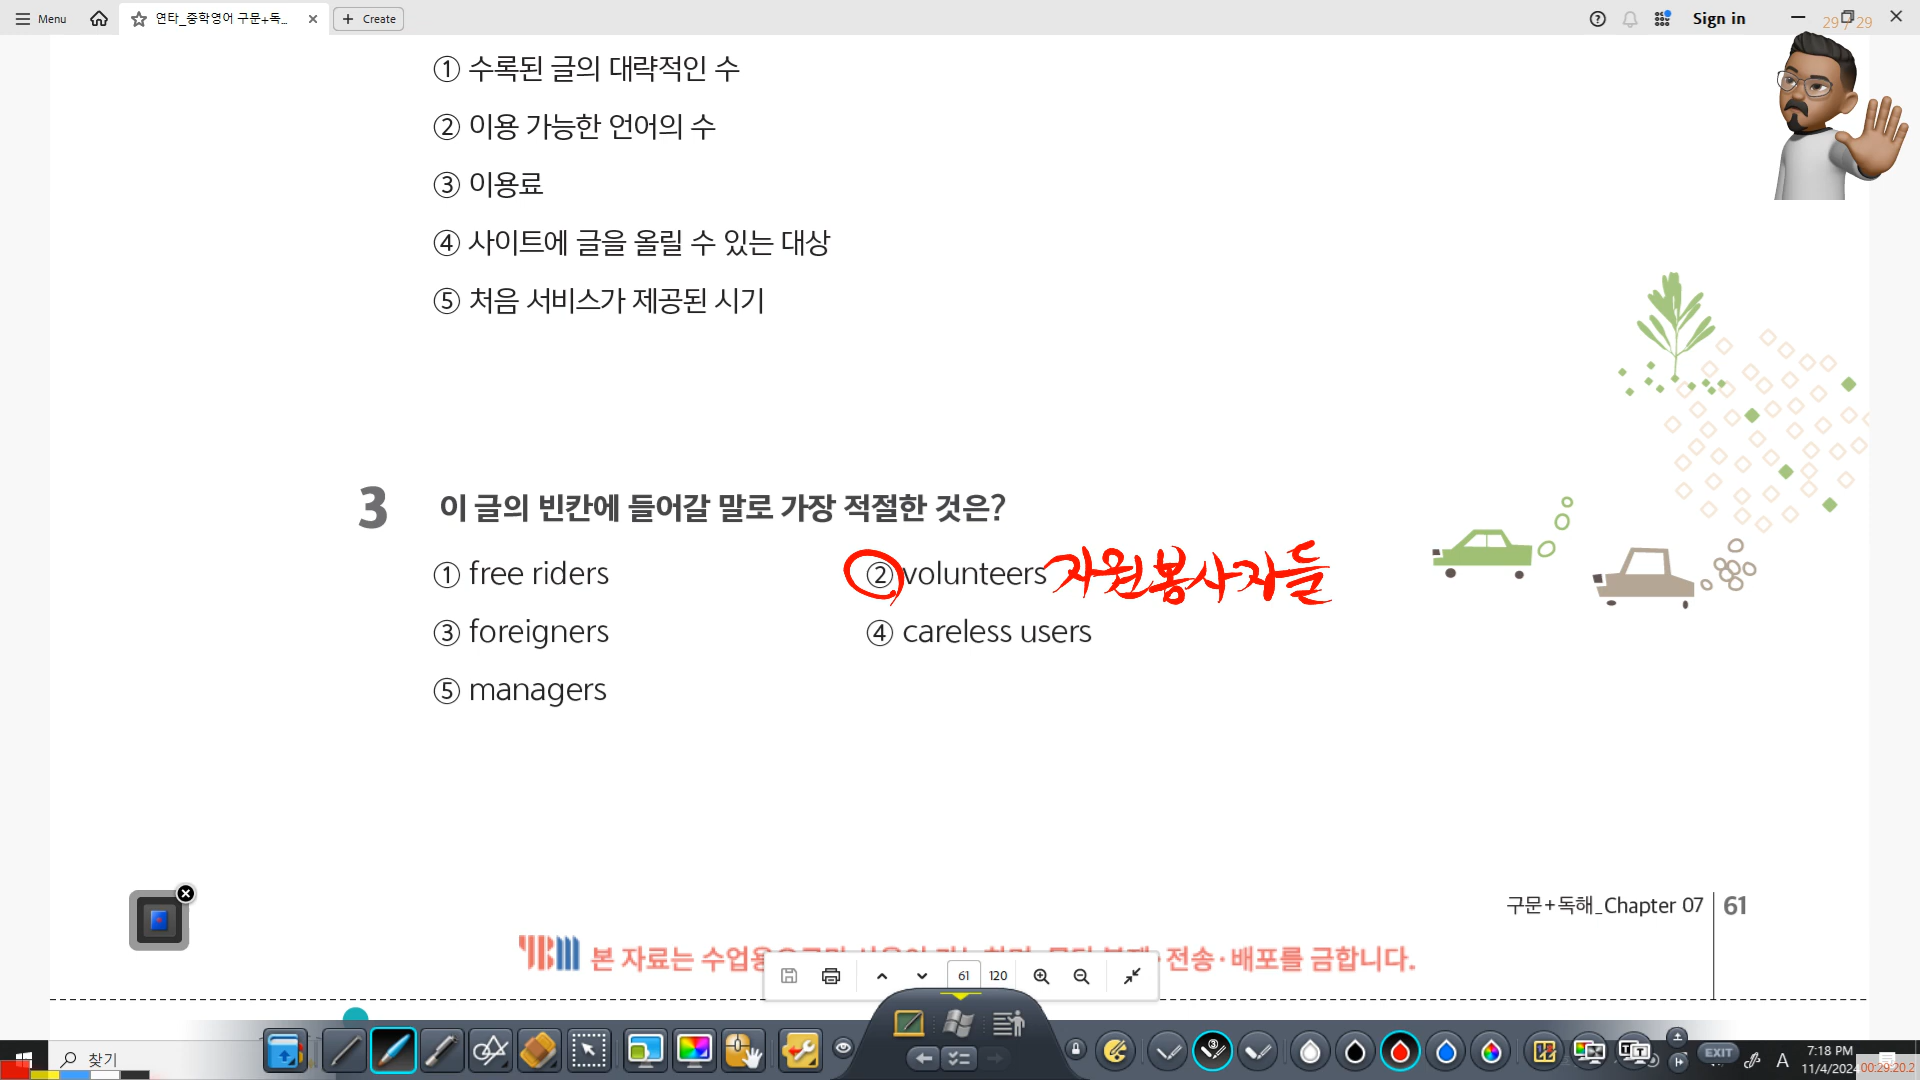 Menu
연타_중학영어 구문+독...
Create
Sign in
29 / 29
① 수록된 글의 대략적인 수
② 이용 가능한 언어의 수
③ 이용료
④ 사이트에 글을 올릴 수 있는 대상
⑤ 처음 서비스가 제공된 시기
3 이 글의 빈칸에 들어갈 말로 가장 적절한 것은?
① free riders
② volunteers 자원봉사자들
③ foreigners
④ careless users
⑤ managers
구문+독해_Chapter 07 61
YBM 본 자료는 수업용 전송·배포를 금합니다.
61 120
찾기
EXIT
A
7:18 PM
11/4/2024
00:29:20.2